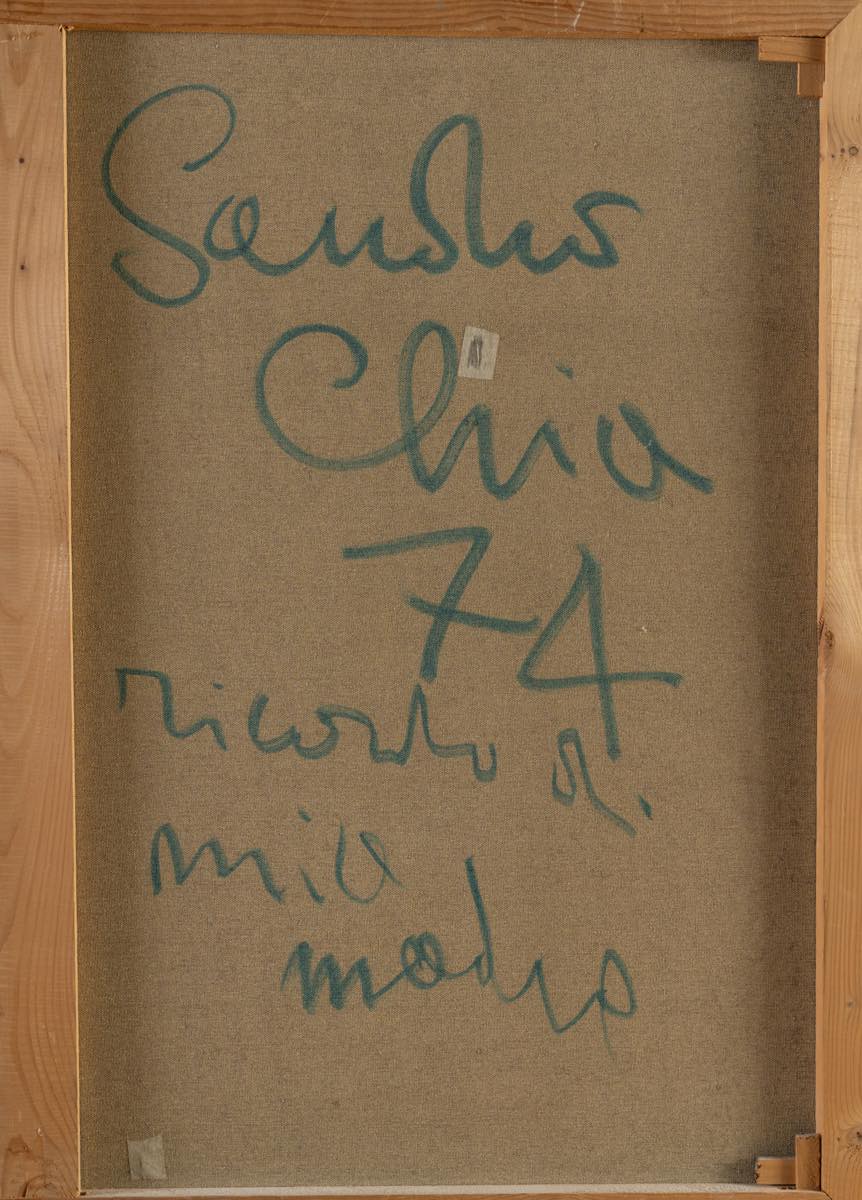 Sandro
Chia
74
ricordo di
mia
madre